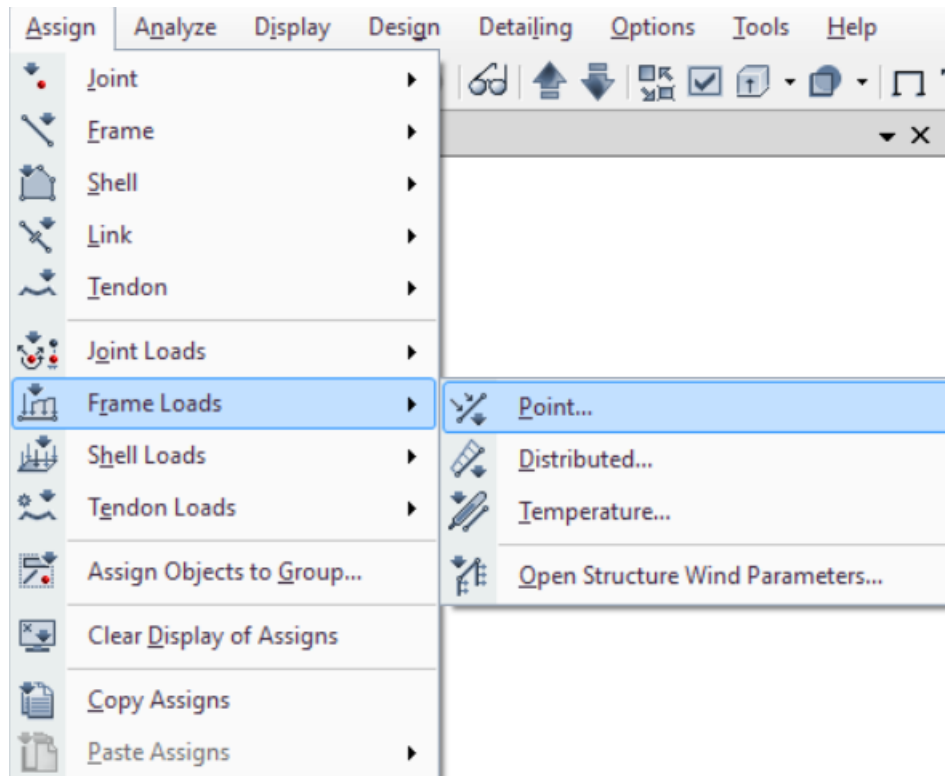 Assign Analyze Display Design Detailing Options Tools Help
Joint
Frame
Shell
Link
Tendon
Joint Loads
Frame Loads
Shell Loads
Tendon Loads
Assign Objects to Group...
Clear Display of Assigns
Copy Assigns
Paste Assigns
Point...
Distributed...
Temperature...
Open Structure Wind Parameters...